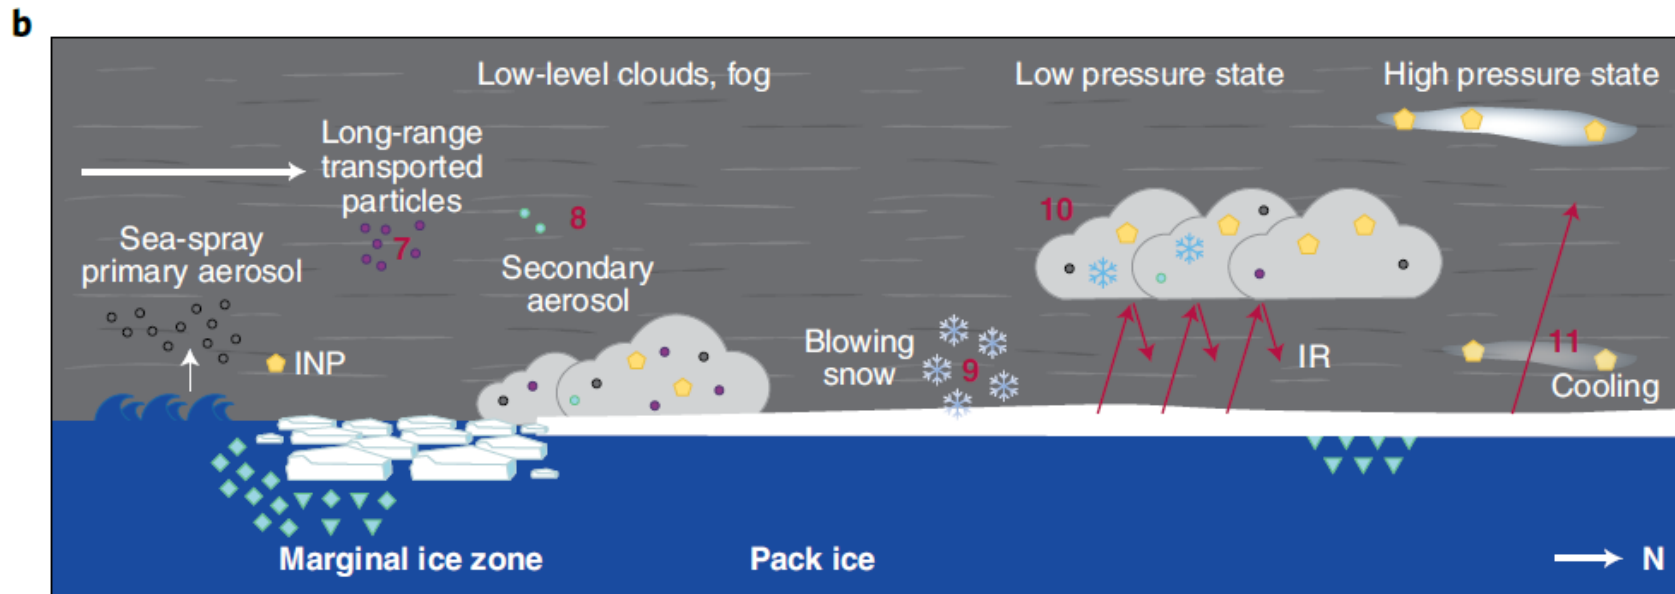 b
Low-level clouds, fog
Low pressure state
High pressure state
Long-range
transported
particles
7
8
10
Sea-spray
primary aerosol
Secondary
aerosol
INP
Blowing
snow
9
IR
11
Cooling
Marginal ice zone
Pack ice
N